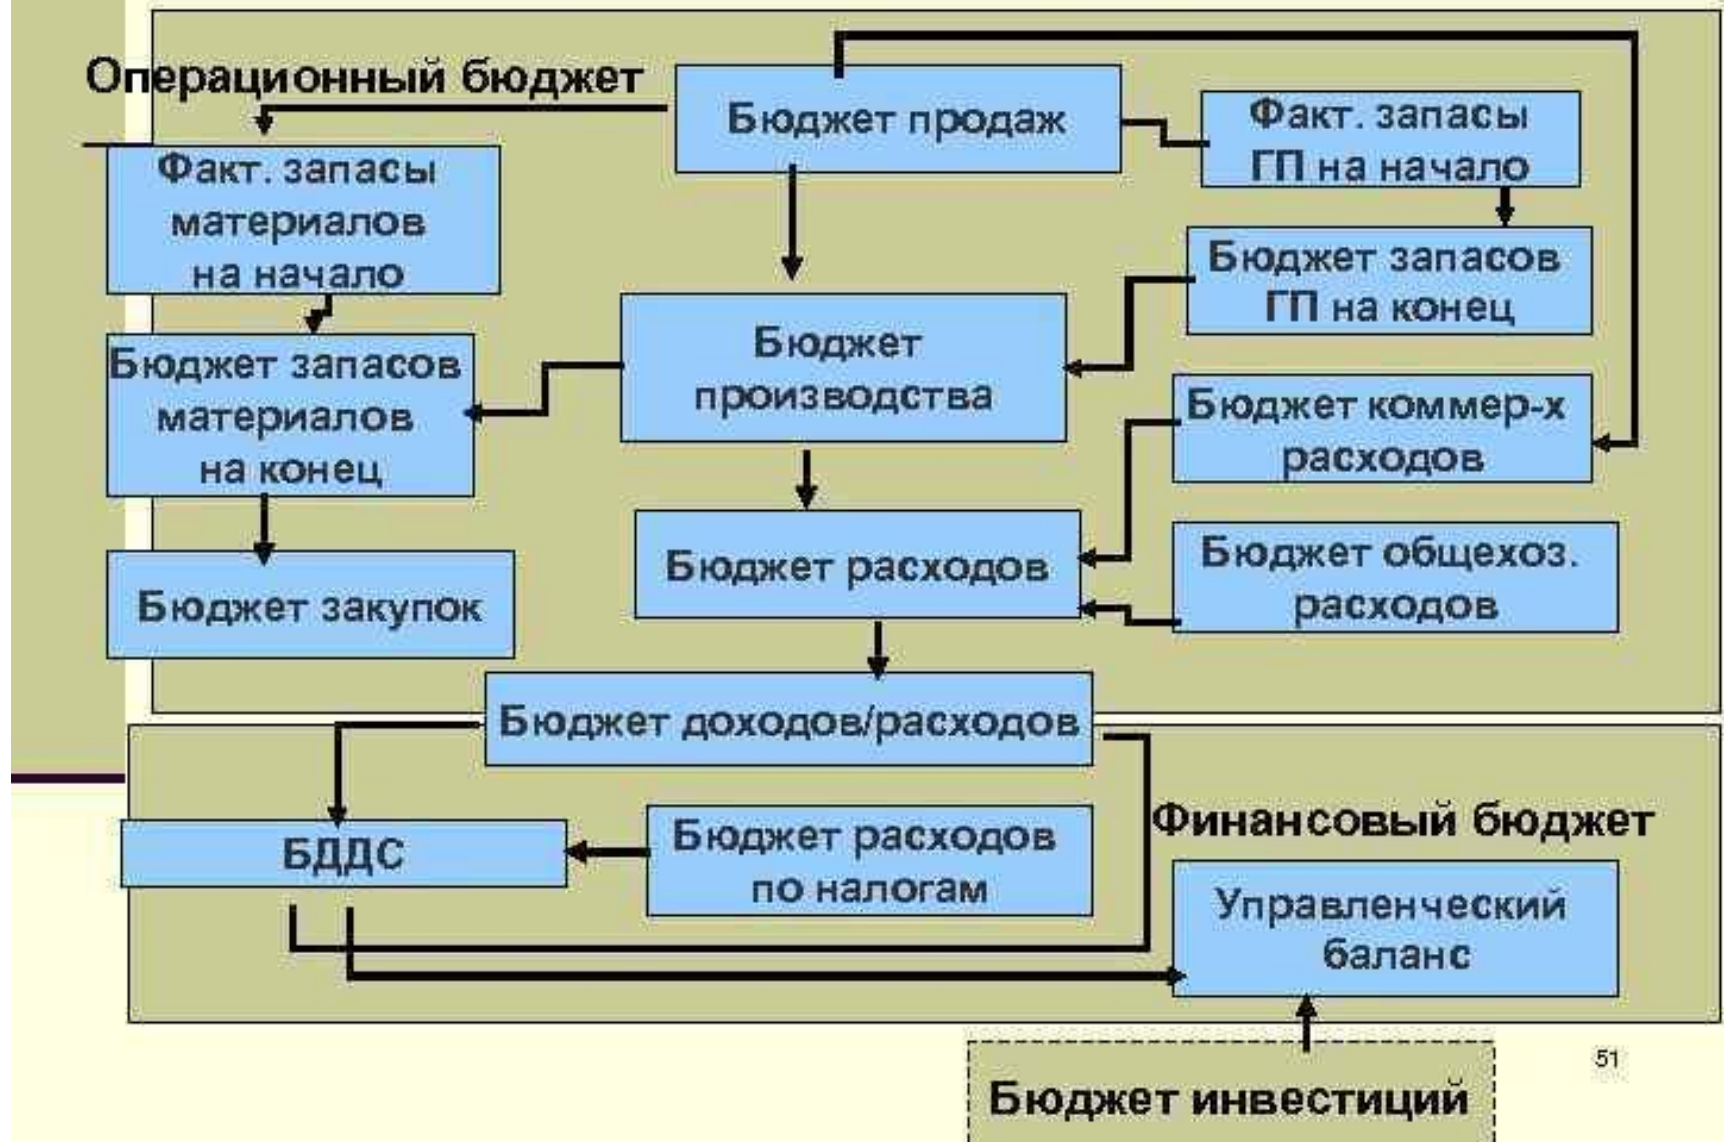 Операционный бюджет
Бюджет продаж
Факт. запасы
ГП на начало
Факт. запасы
материалов
на начало
Бюджет запасов
ГП на конец
Бюджет запасов
материалов
на конец
Бюджет
производства
Бюджет коммер-х
расходов
Бюджет закупок
Бюджет расходов
Бюджет общехоз.
расходов
Бюджет доходов/расходов
БДДС
Бюджет расходов
по налогам
Финансовый бюджет
Управленческий
баланс
Бюджет инвестиций
51